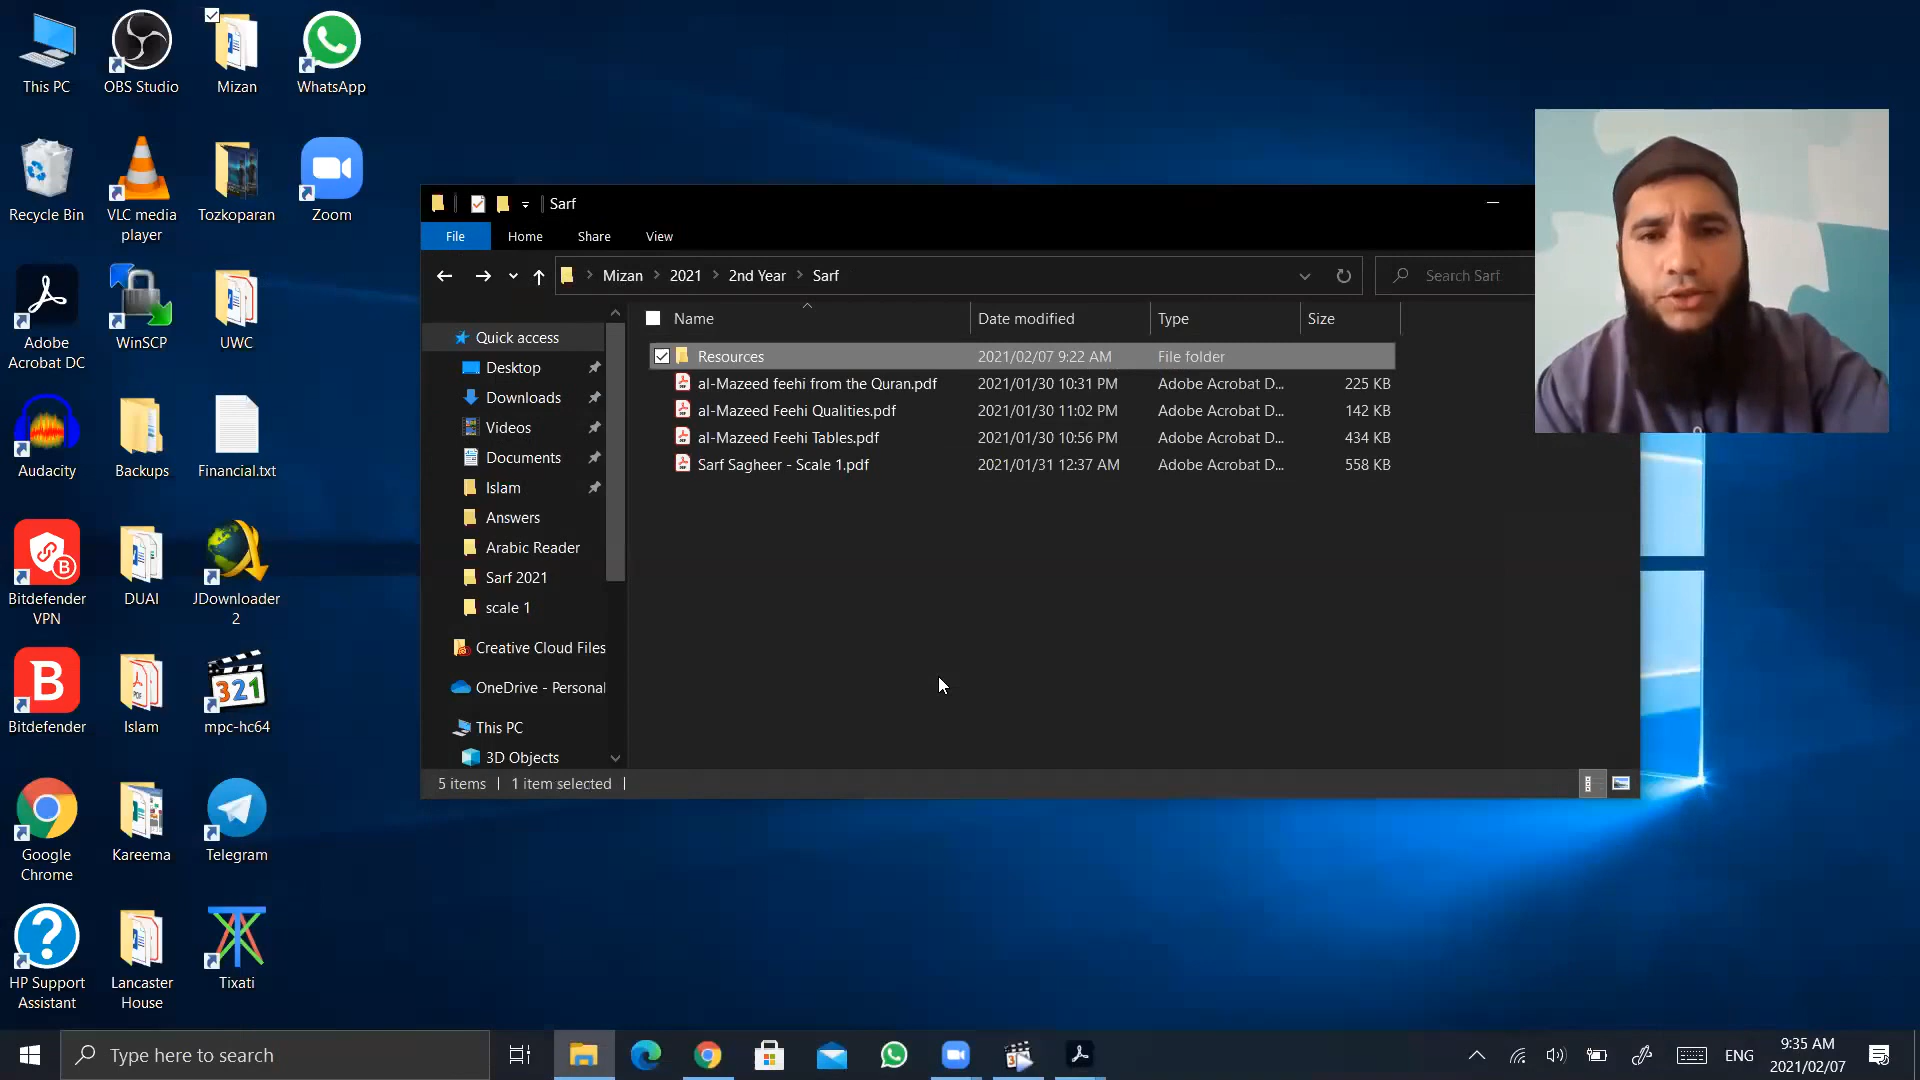 This PC
OBS Studio
Mizan
WhatsApp
Recycle Bin
VLC media
player
Tozkoparan
Zoom
Adobe
Acrobat DC
WinSCP
UWC
Audacity
Backups
Financial.txt
Bitdefender
VPN
DUAI
JDownloader
2
Bitdefender
Islam
mpc-hc64
Google
Chrome
Kareema
Telegram
HP Support
Assistant
Lancaster
House
Tixati
Sarf
File Home Share View
Mizan 2021 2nd Year Sarf
Search Sarf
Name Date modified Type Size
Resources 2021/02/07 9:22 AM File folder
al-Mazeed feehi from the Quran.pdf 2021/01/30 10:31 PM Adobe Acrobat D... 225 KB
al-Mazeed Feehi Qualities.pdf 2021/01/30 11:02 PM Adobe Acrobat D... 142 KB
al-Mazeed Feehi Tables.pdf 2021/01/30 10:56 PM Adobe Acrobat D... 434 KB
Sarf Sagheer - Scale 1.pdf 2021/01/31 12:37 AM Adobe Acrobat D... 558 KB
Quick access
Desktop
Downloads
Videos
Documents
Islam
Answers
Arabic Reader
Sarf 2021
scale 1
Creative Cloud Files
OneDrive - Personal
This PC
3D Objects
5 items 1 item selected
Type here to search
ENG
9:35 AM
2021/02/07